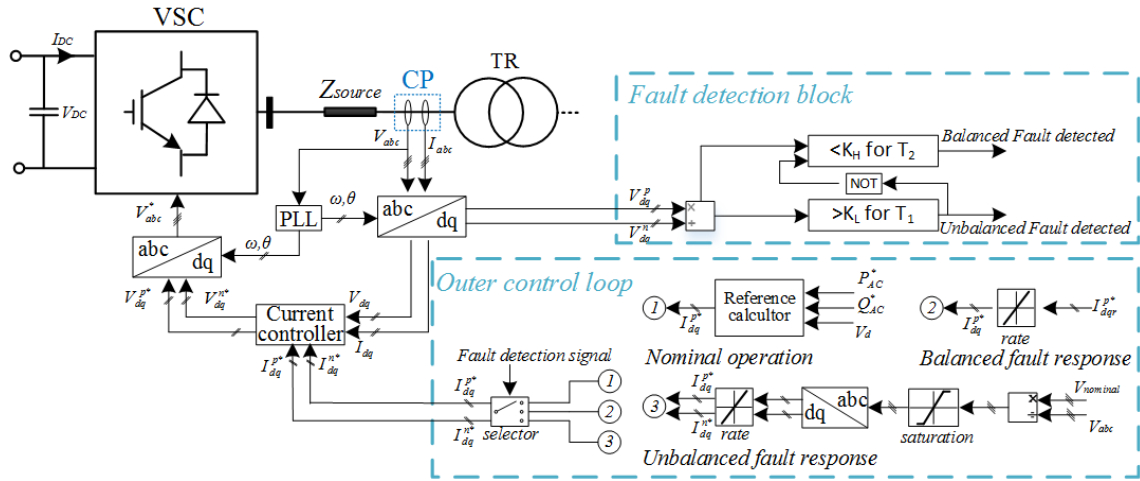 VSC
I_DC
V_DC
Z_source
CP
TR
V_abc
I_abc
Fault detection block
<K_H for T_2
Balanced Fault detected
NOT
>K_L for T_1
Unbalanced Fault detected
V^p_dq
V^n_dq
×
÷
V^*_abc
PLL
ω,θ
abc
dq
abc
dq
ω,θ
V^p*_dq
V^n*_dq
V_dq
I_dq
Current
controller
I^p*_dq
I^n*_dq
Outer control loop
1
I^p*_dq
Reference
calcultor
P^*_AC
Q^*_AC
V_d
Nominal operation
2
I^p*_dq
rate
I^p*_dqr
Balanced fault response
Fault detection signal
I^p*_dq
I^n*_dq
selector
1
2
3
3
I^p*_dq
I^n*_dq
rate
abc
dq
saturation
×
÷
V_nominal
V_abc
Unbalanced fault response